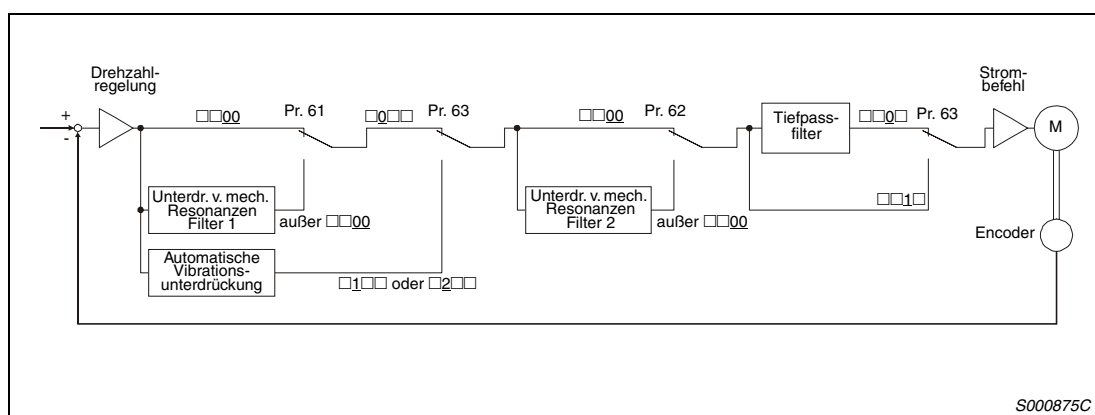 Drehzahl-
regelung
+
-
□□00
Pr. 61
□0□□
Pr. 63
□□00
Pr. 62
Tiefpass-
filter
□□0□
Pr. 63
Strom-
befehl
M
Unterdr. v. mech.
Resonanzen
Filter 1
außer □□00
Unterdr. v. mech.
Resonanzen
Filter 2
außer □□00
□□1□
Encoder
Automatische
Vibrations-
unterdrückung
□1□□ oder □2□□
S000875C